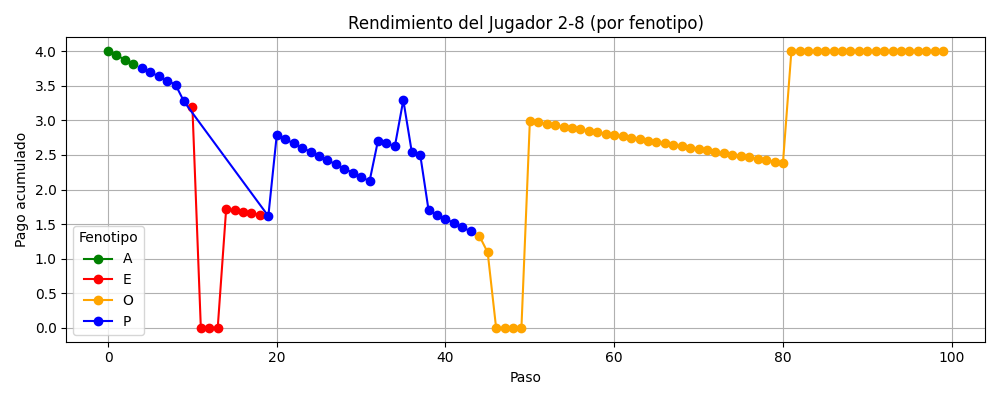 Rendimiento del Jugador 2-8 (por fenotipo)
Pago acumulado
4.0
3.5
3.0
2.5
2.0
1.5
1.0
0.5
0.0
Fenotipo
A
E
O
P
0 20 40 60 80 100
Paso